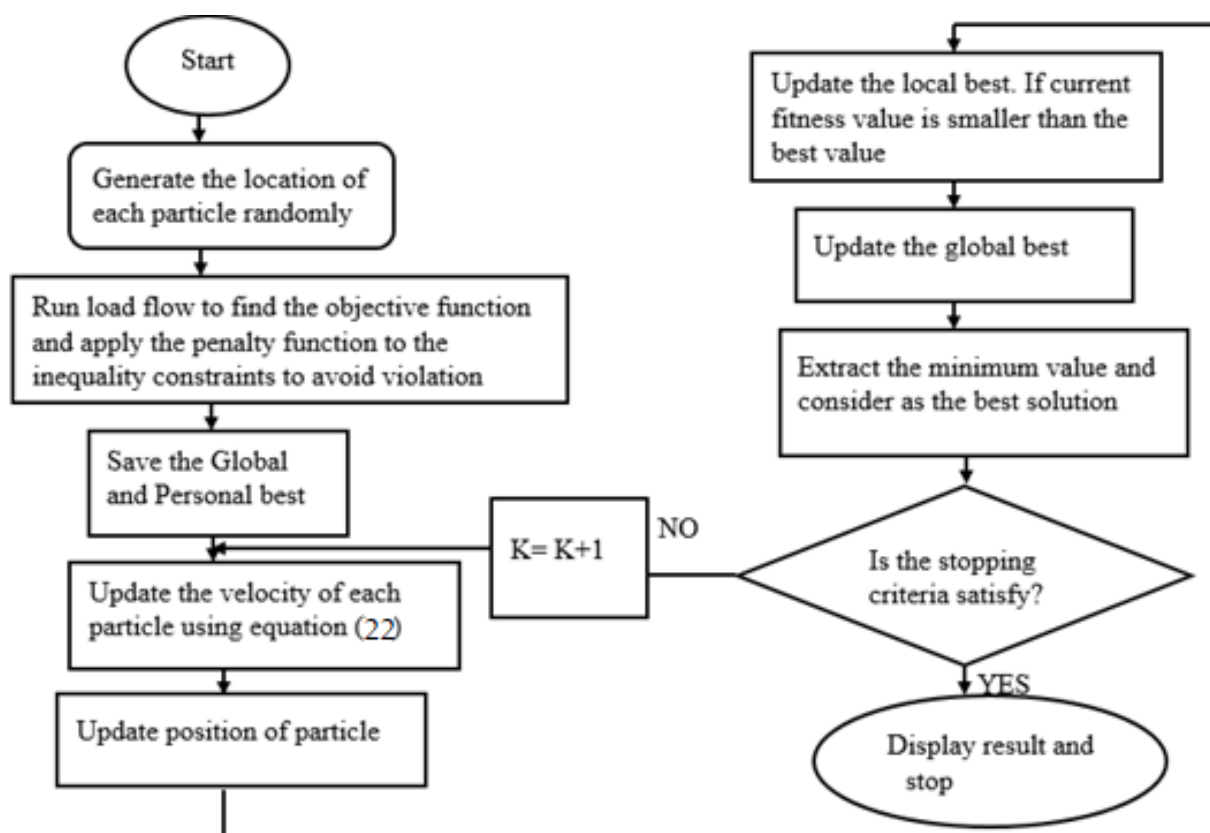 Start
Generate the location of
each particle randomly
Run load flow to find the objective function
and apply the penalty function to the
inequality constraints to avoid violation
Save the Global
and Personal best
Update the velocity of each
particle using equation (22)
Update position of particle
Update the local best. If current
fitness value is smaller than the
best value
Update the global best
Extract the minimum value and
consider as the best solution
Is the stopping
criteria satisfy?
NO
K= K+1
YES
Display result and
stop